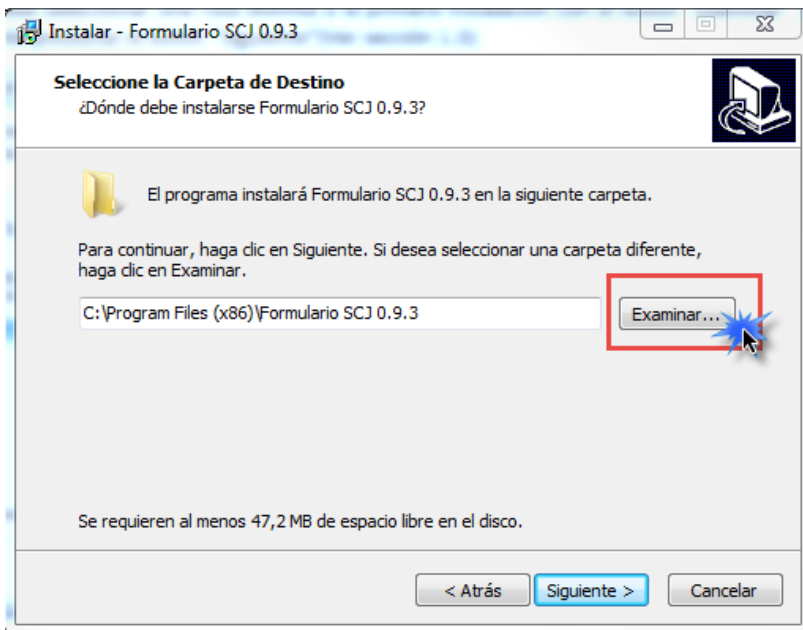 Instalar - Formulario SCJ 0.9.3
Seleccione la Carpeta de Destino
¿Dónde debe instalarse Formulario SCJ 0.9.3?
El programa instalará Formulario SCJ 0.9.3 en la siguiente carpeta.
Para continuar, haga clic en Siguiente. Si desea seleccionar una carpeta diferente,
haga clic en Examinar.
C:\Program Files (x86)\Formulario SCJ 0.9.3
Examinar...
Se requieren al menos 47,2 MB de espacio libre en el disco.
< Atrás
Siguiente >
Cancelar